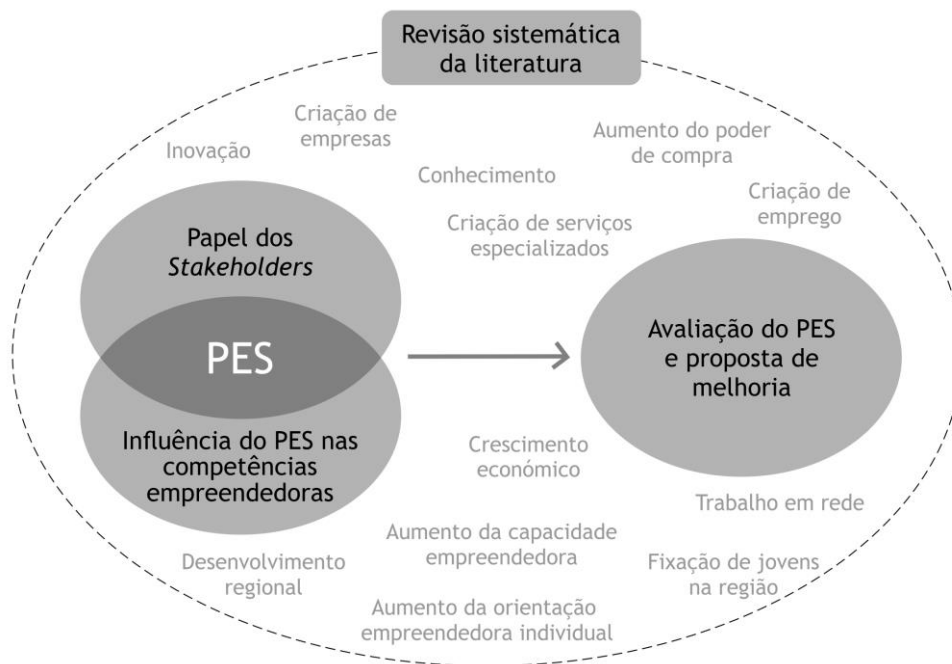 Revisão sistemática
da literatura
Criação de
empresas
Inovação
Aumento do poder
de compra
Conhecimento
Criação de
emprego
Criação de serviços
especializados
Papel dos
Stakeholders
PES
Avaliação do PES
e proposta de
melhoria
Influência do PES nas
competências
empreendedoras
Crescimento
económico
Trabalho em rede
Aumento da capacidade
empreendedora
Desenvolvimento
regional
Fixação de jovens
na região
Aumento da orientação
empreendedora individual